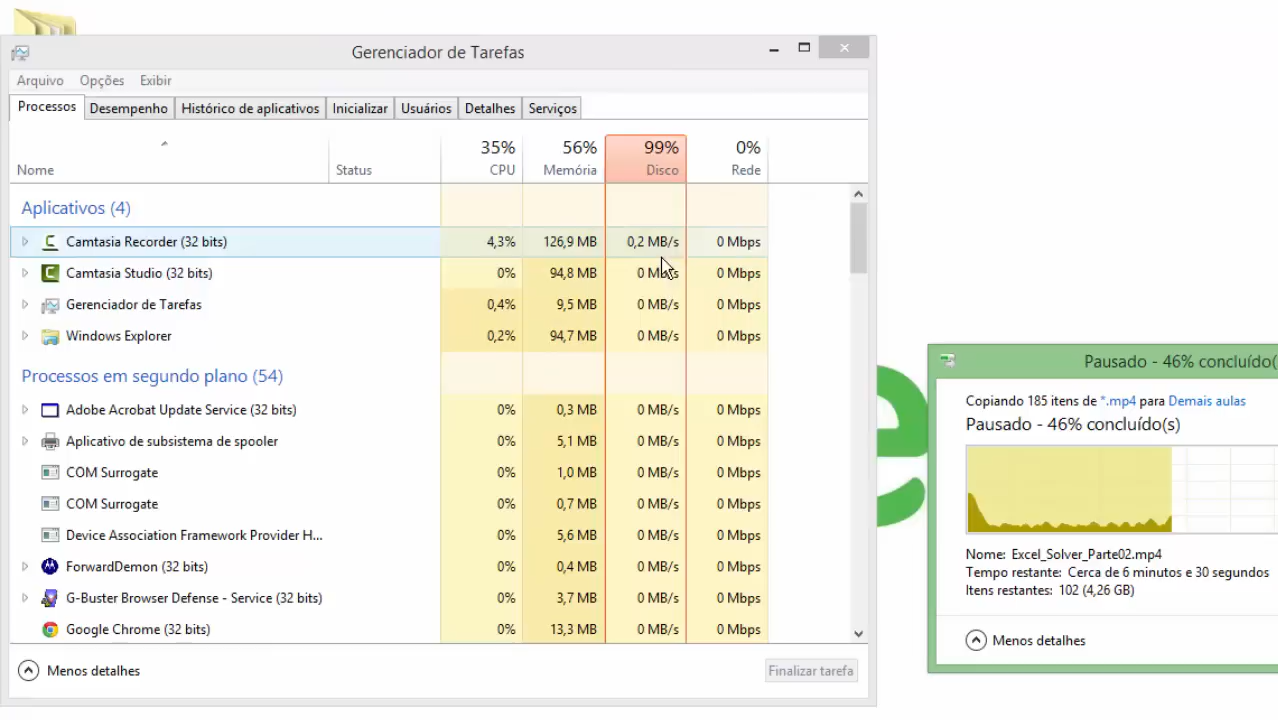 Gerenciador de Tarefas
Arquivo Opções Exibir
Processos Desempenho Histórico de aplicativos Inicializar Usuários Detalhes Serviços
35% 56% 99% 0%
Nome Status CPU Memória Disco Rede
Aplicativos (4)
Camtasia Recorder (32 bits) 4,3% 126,9 MB 0,2 MB/s 0 Mbps
Camtasia Studio (32 bits) 0% 94,8 MB 0 MB/s 0 Mbps
Gerenciador de Tarefas 0,4% 9,5 MB 0 MB/s 0 Mbps
Windows Explorer 0,2% 94,7 MB 0 MB/s 0 Mbps
Processos em segundo plano (54)
Adobe Acrobat Update Service (32 bits) 0% 0,3 MB 0 MB/s 0 Mbps
Aplicativo de subsistema de spooler 0% 5,1 MB 0 MB/s 0 Mbps
COM Surrogate 0% 1,0 MB 0 MB/s 0 Mbps
COM Surrogate 0% 0,7 MB 0 MB/s 0 Mbps
Device Association Framework Provider H... 0% 5,6 MB 0 MB/s 0 Mbps
ForwardDemon (32 bits) 0% 0,4 MB 0 MB/s 0 Mbps
G-Buster Browser Defense - Service (32 bits) 0% 3,7 MB 0 MB/s 0 Mbps
Google Chrome (32 bits) 0% 13,3 MB 0 MB/s 0 Mbps
Menos detalhes
Finalizar tarefa
e
Pausado - 46% concluído(
Copiando 185 itens de *.mp4 para Demais aulas
Pausado - 46% concluído(s)
Nome: Excel_Solver_Parte02.mp4
Tempo restante: Cerca de 6 minutos e 30 segundos
Itens restantes: 102 (4,26 GB)
Menos detalhes